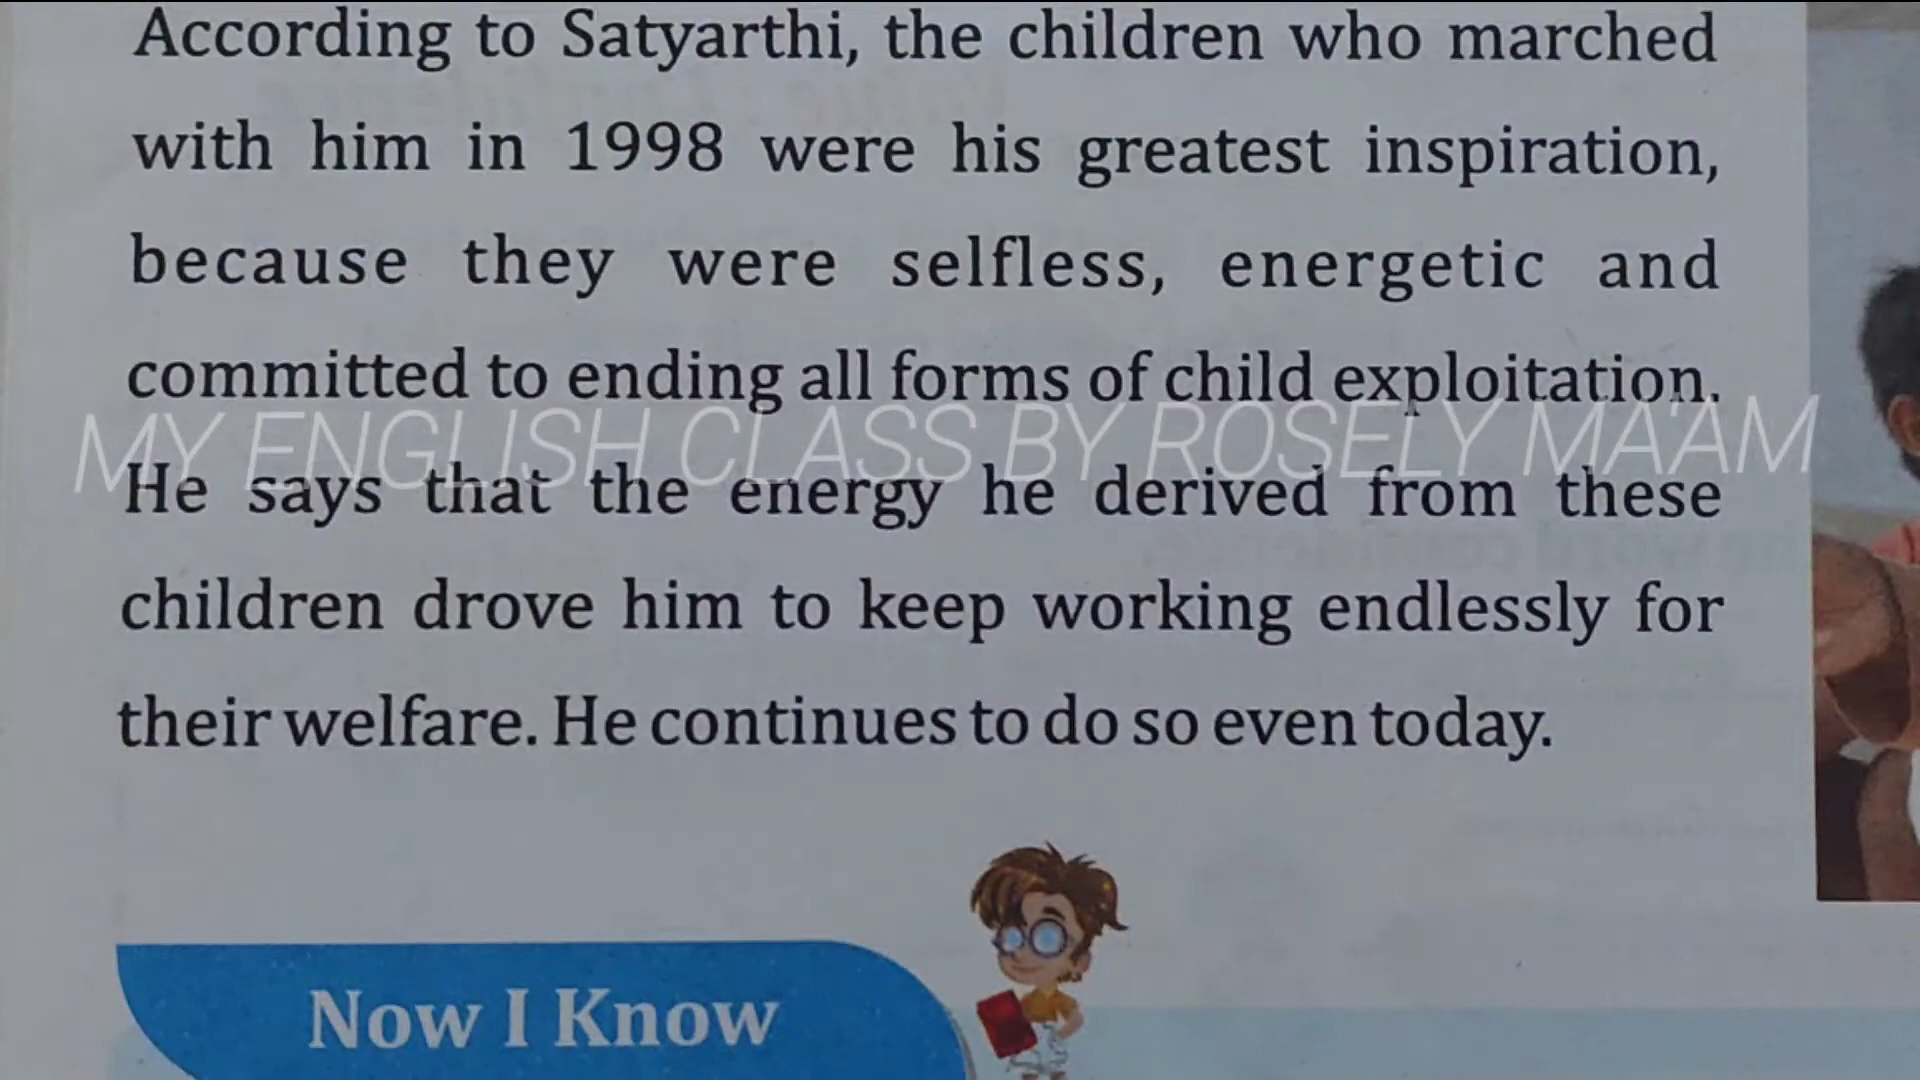 According to Satyarthi, the children who marched
with him in 1998 were his greatest inspiration,
because they were selfless, energetic and
committed to ending all forms of child exploitation.
MY ENGLISH CLASS BY ROSELY MA'AM
He says that the energy he derived from these
children drove him to keep working endlessly for
their welfare. He continues to do so even today.
Now I Know